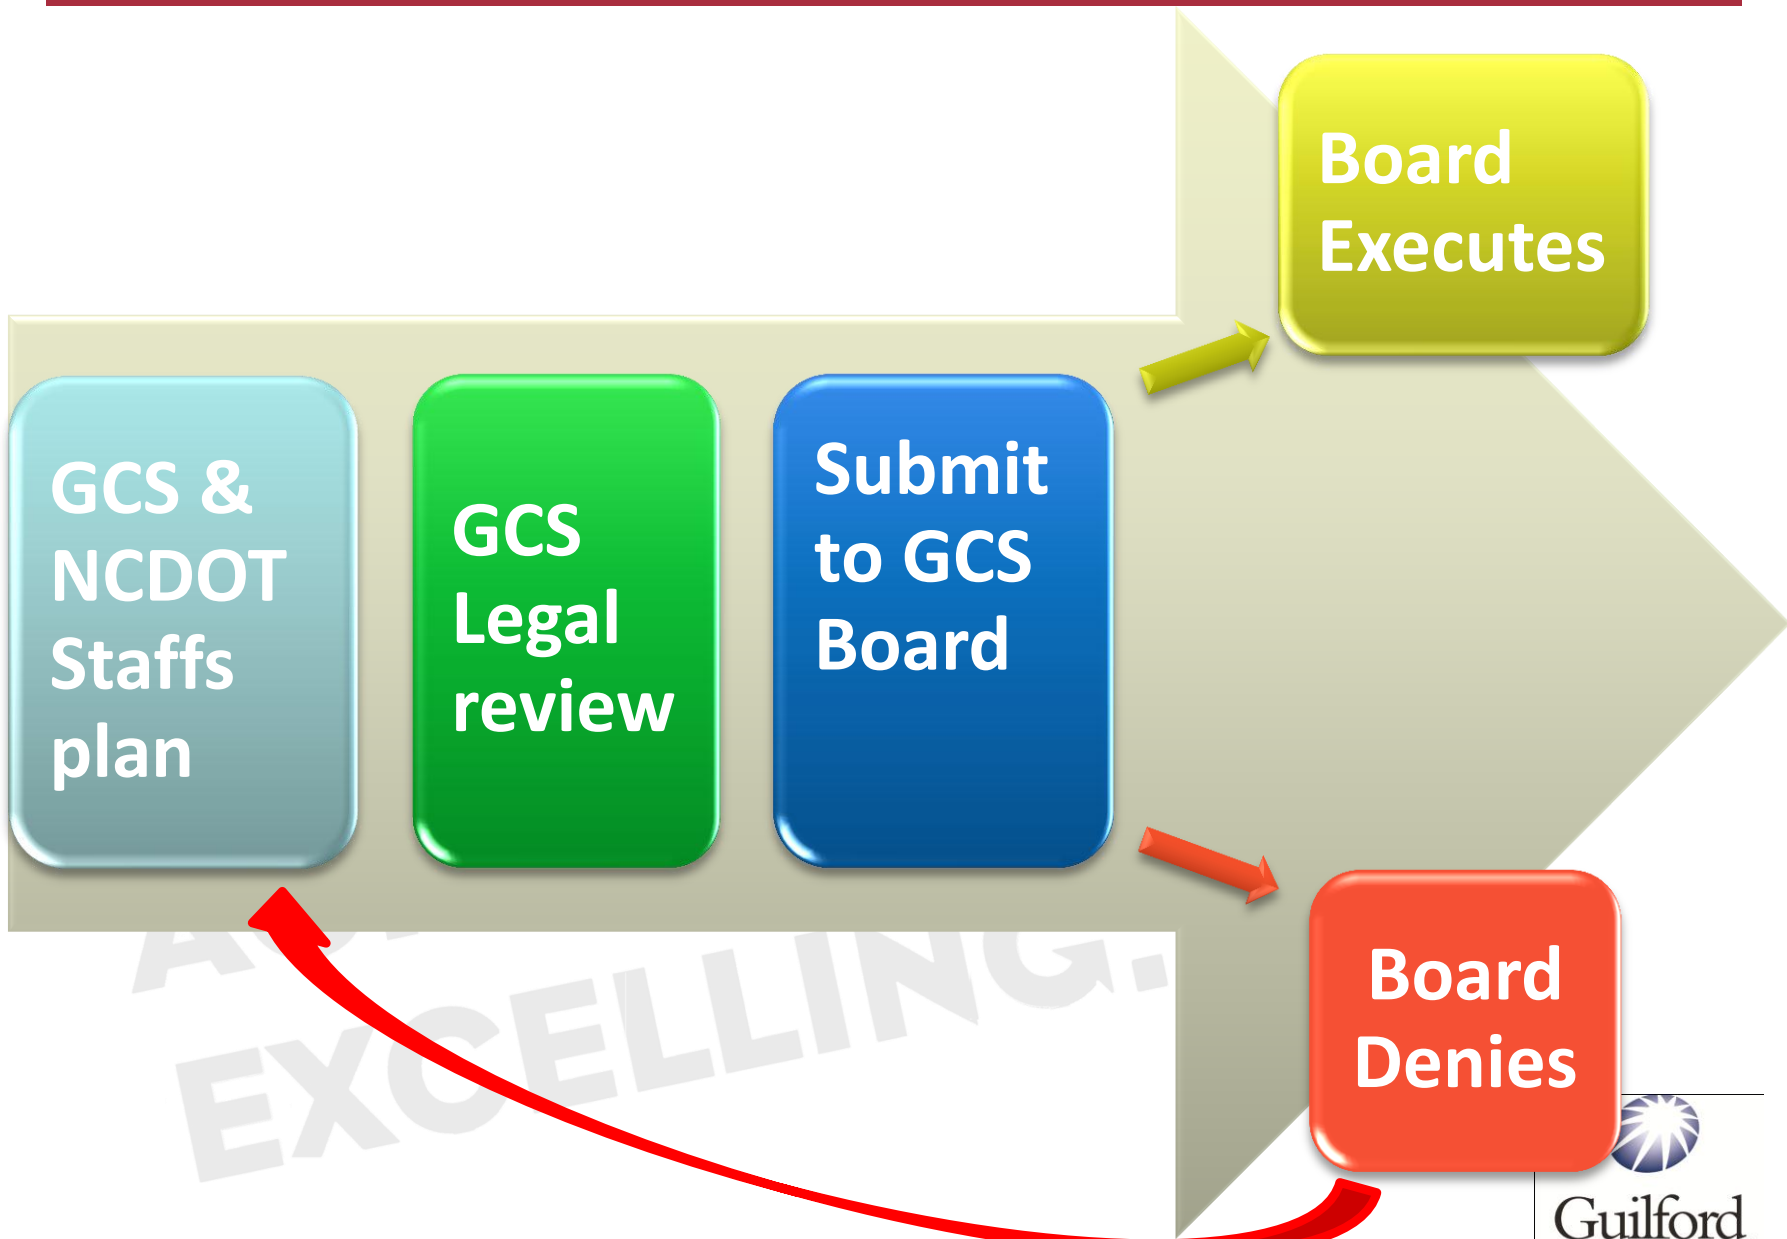 GCS &
NCDOT
Staffs
plan
GCS
Legal
review
Submit
to GCS
Board
Board
Executes
Board
Denies
EXCELLING.
Guilford